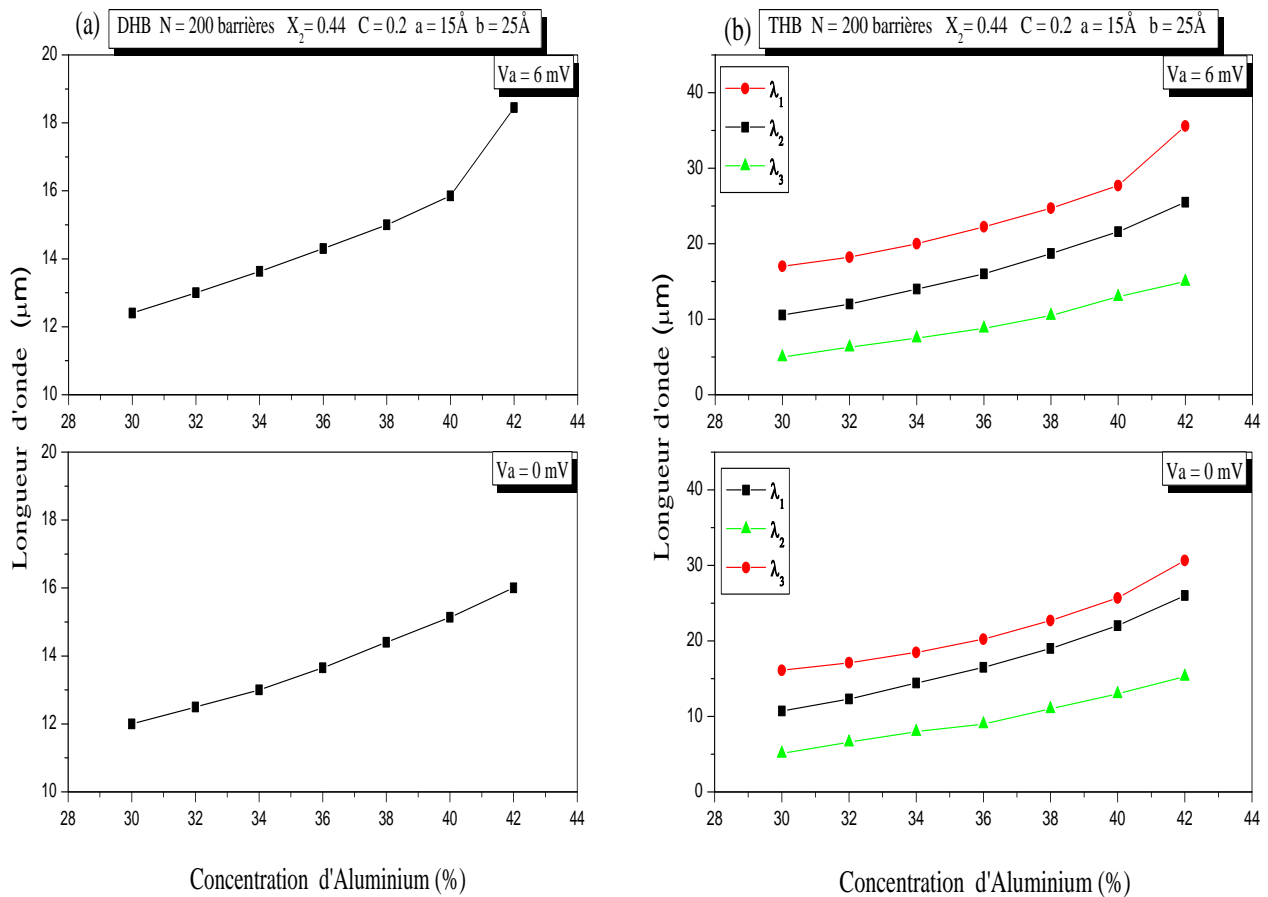 (a) DHB N = 200 barrières X₂= 0.44 C = 0.2 a = 15Å b = 25Å
Va = 6 mV
20
18
16
14
12
10
28 30 32 34 36 38 40 42 44
Va = 0 mV
20
18
16
14
12
10
28 30 32 34 36 38 40 42 44
Longueur d'onde (µm)
Concentration d'Aluminium (%)
(b) THB N = 200 barrières X₂= 0.44 C = 0.2 a = 15Å b = 25Å
Va = 6 mV
λ₁
λ₂
λ₃
40
30
20
10
0
28 30 32 34 36 38 40 42 44
Va = 0 mV
λ₁
λ₂
λ₃
40
30
20
10
0
28 30 32 34 36 38 40 42 44
Longueur d'onde (µm)
Concentration d'Aluminium (%)